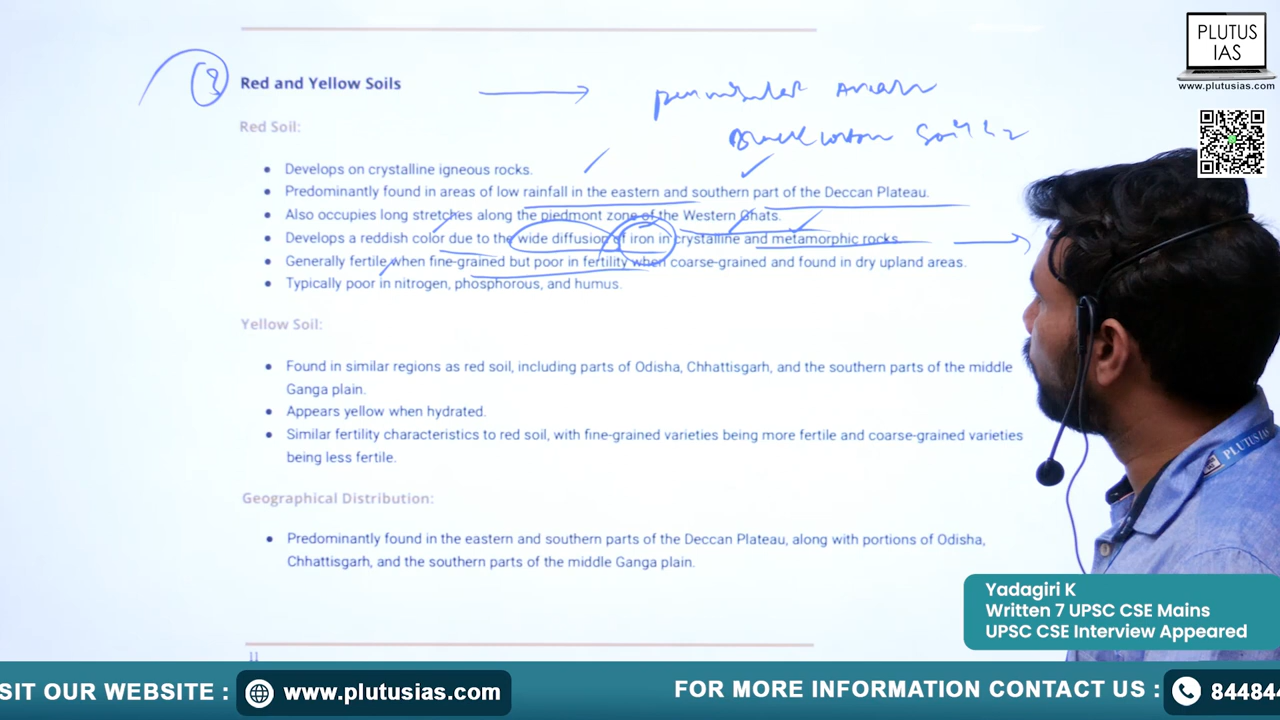 PLUTUS
IAS
www.plutusias.com
3 Red and Yellow Soils
Red Soil:
• Develops on crystalline igneous rocks.
• Predominantly found in areas of low rainfall in the eastern and southern part of the Deccan Plateau.
• Also occupies long stretches along the piedmont zone of the Western Ghats.
• Develops a reddish color due to the wide diffusion of iron in crystalline and metamorphic rocks.
• Generally fertile when fine-grained but poor in fertility when coarse-grained and found in dry upland areas.
• Typically poor in nitrogen, phosphorous, and humus.
Yellow Soil:
• Found in similar regions as red soil, including parts of Odisha, Chhattisgarh, and the southern parts of the middle
Ganga plain.
• Appears yellow when hydrated.
• Similar fertility characteristics to red soil, with fine-grained varieties being more fertile and coarse-grained varieties
being less fertile.
Geographical Distribution:
• Predominantly found in the eastern and southern parts of the Deccan Plateau, along with portions of Odisha,
Chhattisgarh, and the southern parts of the middle Ganga plain.
11
PLUTUS IAS
Yadagiri K
Written 7 UPSC CSE Mains
UPSC CSE Interview Appeared
SIT OUR WEBSITE : www.plutusias.com
FOR MORE INFORMATION CONTACT US : 84484